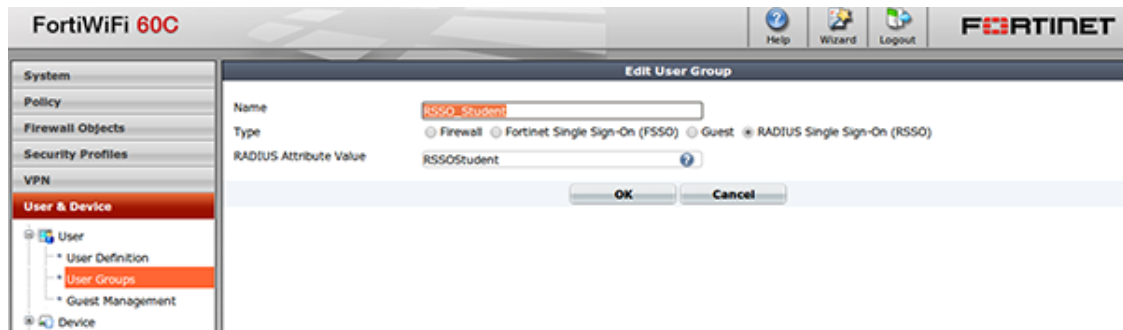 FortiWiFi 60C
Help
Wizard
Logout
FORTINET
System
Policy
Firewall Objects
Security Profiles
VPN
User & Device
User
User Definition
User Groups
Guest Management
Device
Edit User Group
Name
RSSO_Student
Type
Firewall Fortinet Single Sign-On (FSSO) Guest RADIUS Single Sign-On (RSSO)
RADIUS Attribute Value
RSSOStudent
OK Cancel